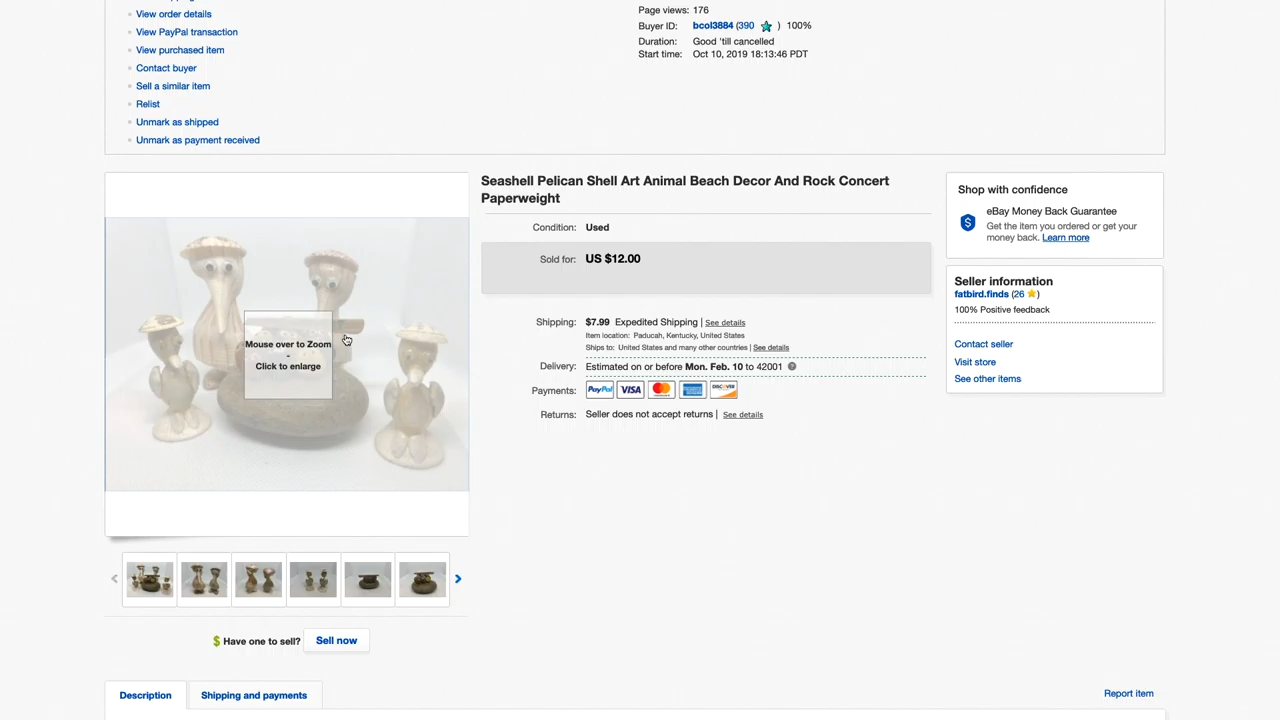 View order details
View PayPal transaction
View purchased item
Contact buyer
Sell a similar item
Relist
Unmark as shipped
Unmark as payment received
Page views: 176
Buyer ID: bcol3884 (390 ) 100%
Duration: Good 'till cancelled
Start time: Oct 10, 2019 18:13:46 PDT
Seashell Pelican Shell Art Animal Beach Decor And Rock Concert
Paperweight
Condition: Used
Sold for: US $12.00
Shipping: $7.99 Expedited Shipping | See details
Item location: Paducah, Kentucky, United States
Ships to: United States and many other countries | See details
Delivery: Estimated on or before Mon. Feb. 10 to 42001 ?
Payments: PayPal VISA MasterCard AMERICAN EXPRESS DISCOVER
Returns: Seller does not accept returns | See details
Mouse over to Zoom
-
Click to enlarge
$ Have one to sell? Sell now
Shop with confidence
$ eBay Money Back Guarantee
Get the item you ordered or get your
money back. Learn more
Seller information
fatbird.finds (26 )
100% Positive feedback
Contact seller
Visit store
See other items
Description
Shipping and payments
Report item